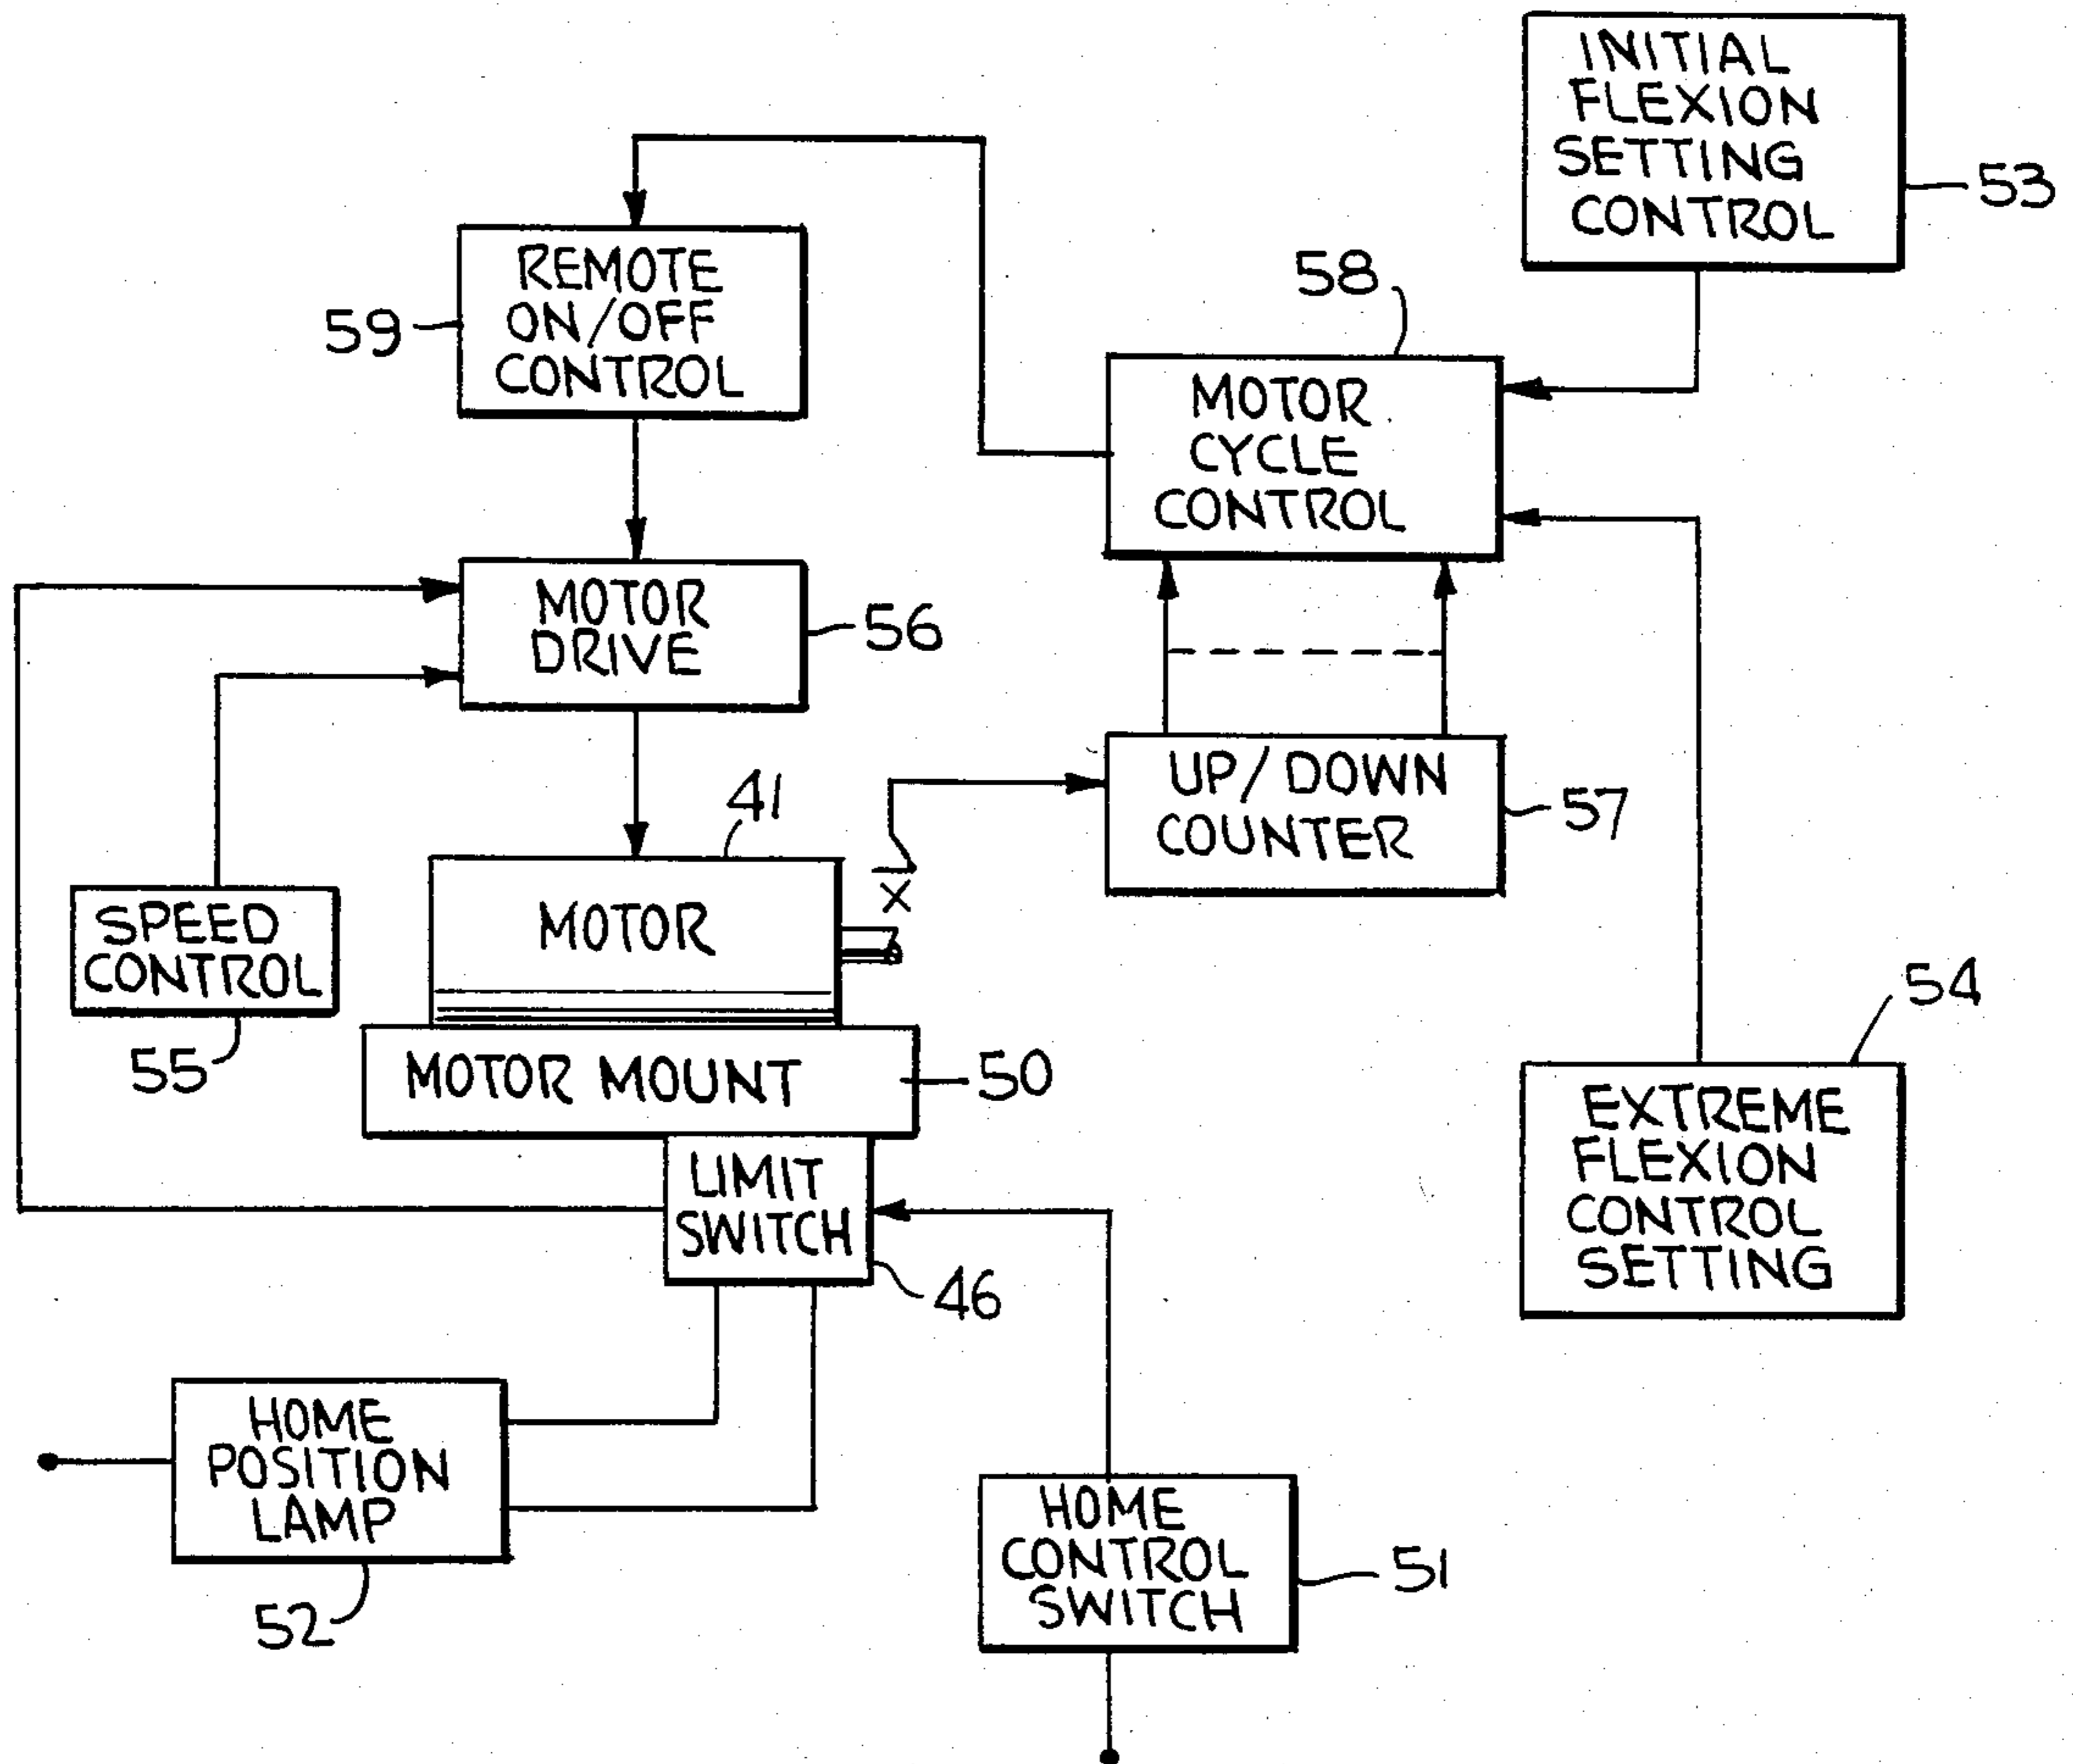 INITIAL
FLEXION
SETTING
CONTROL
53
58
REMOTE
ON/OFF
CONTROL
59
MOTOR
CYCLE
CONTROL
MOTOR
DRIVE
56
UP/DOWN
COUNTER
57
41
X
MOTOR
SPEED
CONTROL
55
54
MOTOR MOUNT
50
EXTREME
FLEXION
CONTROL
SETTING
LIMIT
SWITCH
46
HOME
POSITION
LAMP
52
HOME
CONTROL
SWITCH
51